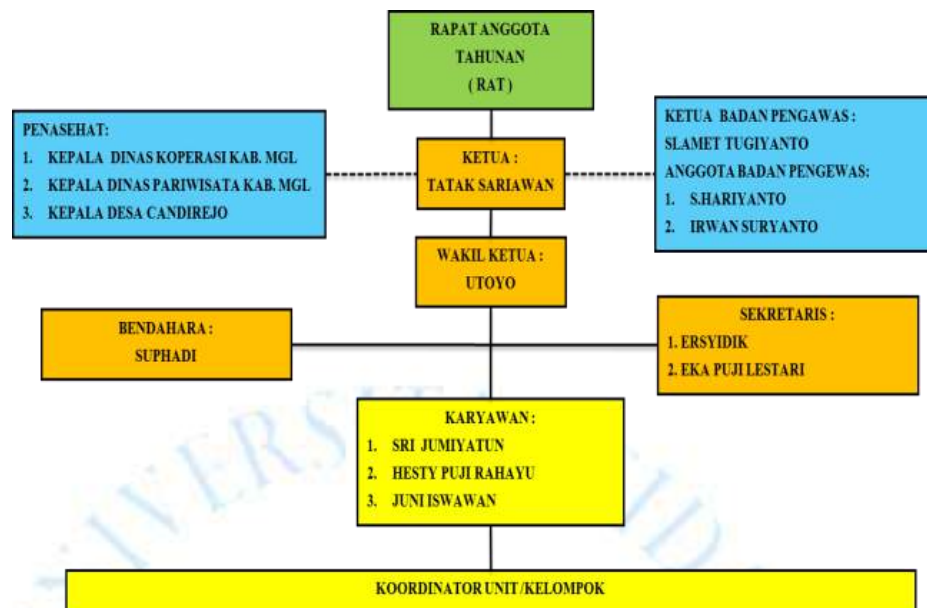 RAPAT ANGGOTA
TAHUNAN
( RAT )
PENASEHAT:
1. KEPALA DINAS KOPERASI KAB. MGL
2. KEPALA DINAS PARIWISATA KAB. MGL
3. KEPALA DESA CANDIREJO
KETUA :
TATAK SARIAWAN
KETUA BADAN PENGAWAS :
SLAMET TUGIYANTO
ANGGOTA BADAN PENGEWAS:
1. S.HARIYANTO
2. IRWAN SURYANTO
WAKIL KETUA :
UTOYO
BENDAHARA :
SUPHADI
SEKRETARIS :
1. ERSYIDIK
2. EKA PUJI LESTARI
KARYAWAN :
1. SRI JUMIYATUN
2. HESTY PUJI RAHAYU
3. JUNI ISWAWAN
KOORDINATOR UNIT/KELOMPOK